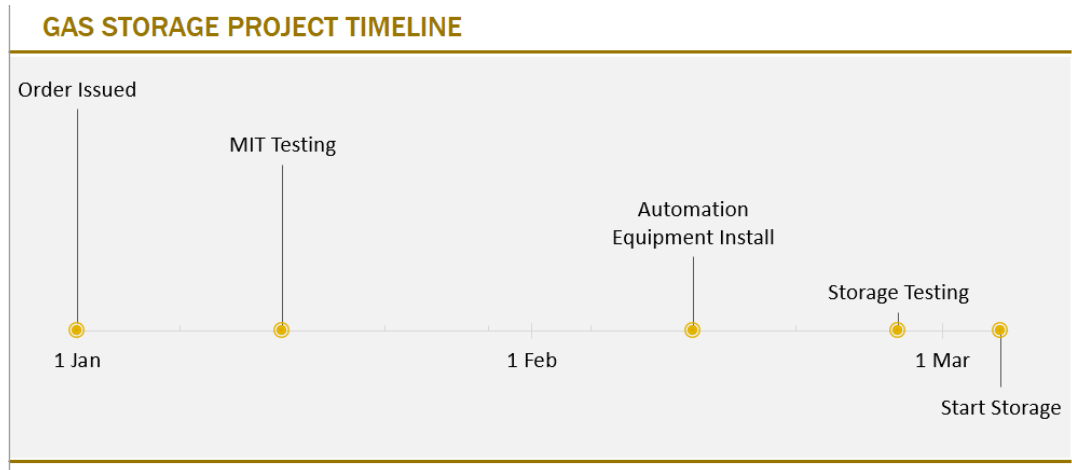 GAS STORAGE PROJECT TIMELINE
Order Issued
MIT Testing
Automation
Equipment Install
Storage Testing
1 Jan
1 Feb
1 Mar
Start Storage